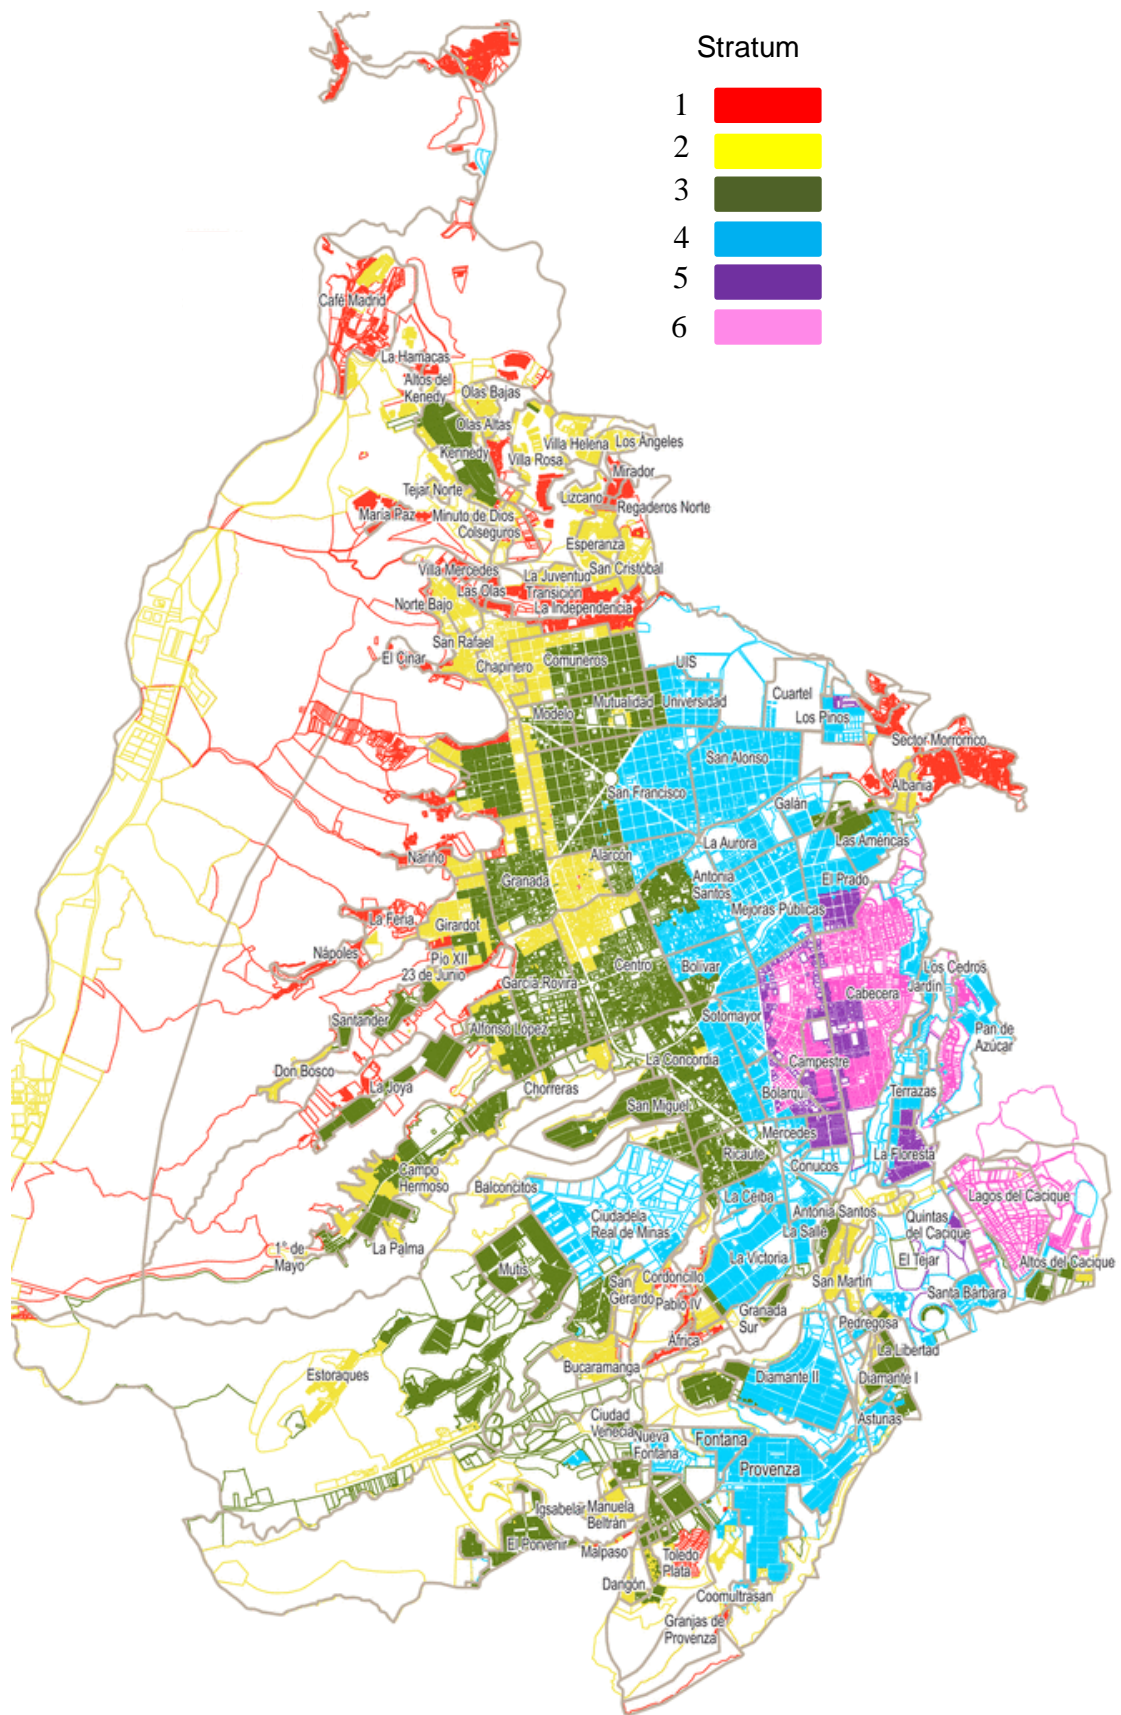 Stratum
1
2
3
4
5
6
Café Madrid
La Hamacas
Altos del
Kenedy
Olas Bajas
Olas Altas
Kennedy
Villa Helena
Los Angeles
Villa Rosa
Mirador
Tejar Norte
Lizcano
Regaderos Norte
Maria Paz
Minuto de Dios
Colseguros
Esperanza
Villa Mercedes
La Juventud
San Cristóbal
Las Olas
Transición
Norte Bajo
La Independencia
San Rafael
El Cinar
Chapinero
Comuneros
UIS
Cuartel
Mutualidad
Universidad
Modelo
Los Pinos
Sector Morrorrico
San Alonso
Albania
San Francisco
Galán
La Aurora
Las Américas
Nariño
Alarcón
Granada
Antonia
Santos
El Prado
Mejoras Públicas
La Feria
Girardot
Nápoles
Pio XII
23 de Junio
Centro
Bolívar
Los Cedros
Jardín
García Rovira
Cabecera
Santander
Alfonso López
Sotomayor
Pan de
Azúcar
Don Bosco
La Concordia
Campestre
La Joya
Chorreras
Bolarqui
Terrazas
San Miguel
Mercedes
Ricaute
La Floresta
Conucos
Campo
Hermoso
Balconcitos
La Ceiba
Lagos del Cacique
Ciudadela
Real de Minas
Antonia Santos
La Salle
Quintas
del Cacique
1° de
Mayo
La Palma
La Victoria
El Tejar
Altos del Cacique
Mutis
San
Gerardo
Cordoncillo
Pablo IV
San Martín
Santa Bárbara
Granada
Sur
Pedregosa
África
La Libertad
Estoraques
Bucaramanga
Diamante II
Diamante I
Ciudad
Venecia
Asturias
Nueva
Fontana
Fontana
Provenza
Igsabelar
Manuela
Beltrán
El Porvenir
Malpaso
Toledo
Plata
Dangón
Coomultrasan
Granjas de
Provenza